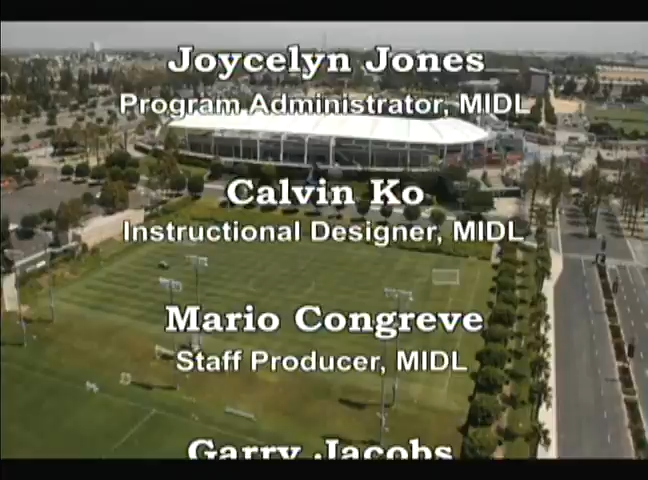 Joycelyn Jones
Program Administrator, MIDL
Calvin Ko
Instructional Designer, MIDL
Mario Congreve
Staff Producer, MIDL
Garry Jacobs